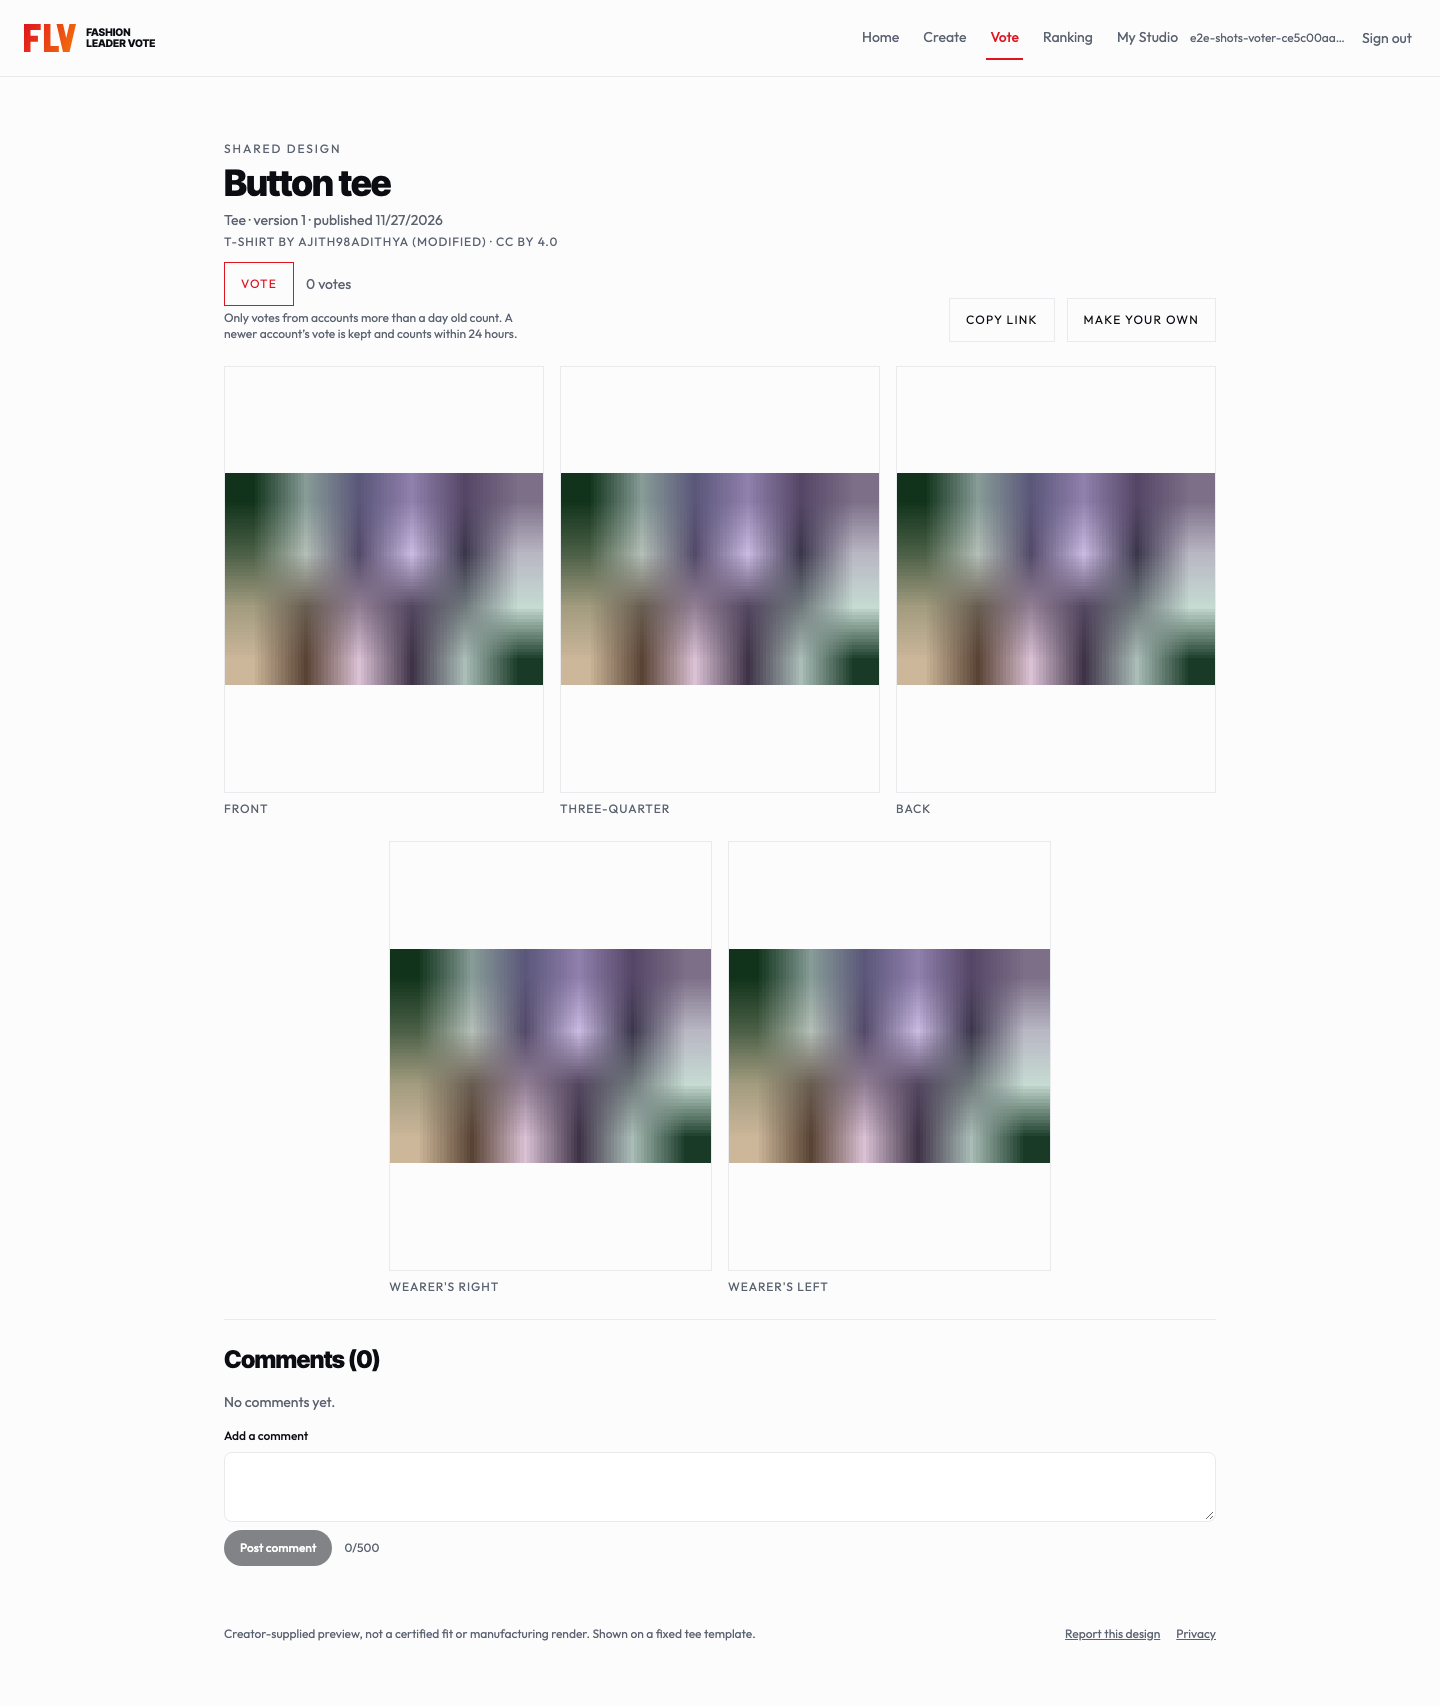 FLV
FASHION
LEADER VOTE
Home
Create
Vote
Ranking
My Studio
e2e-shots-voter-ce5c00aa...
Sign out
SHARED DESIGN
Button tee
Tee · version 1 · published 11/27/2026
T-SHIRT BY AJITH98ADITHYA (MODIFIED) · CC BY 4.0
VOTE
0 votes
Only votes from accounts more than a day old count. A
newer account's vote is kept and counts within 24 hours.
COPY LINK
MAKE YOUR OWN
FRONT
THREE-QUARTER
BACK
WEARER'S RIGHT
WEARER'S LEFT
Comments (0)
No comments yet.
Add a comment
Post comment
0/500
Creator-supplied preview, not a certified fit or manufacturing render. Shown on a fixed tee template.
Report this design
Privacy